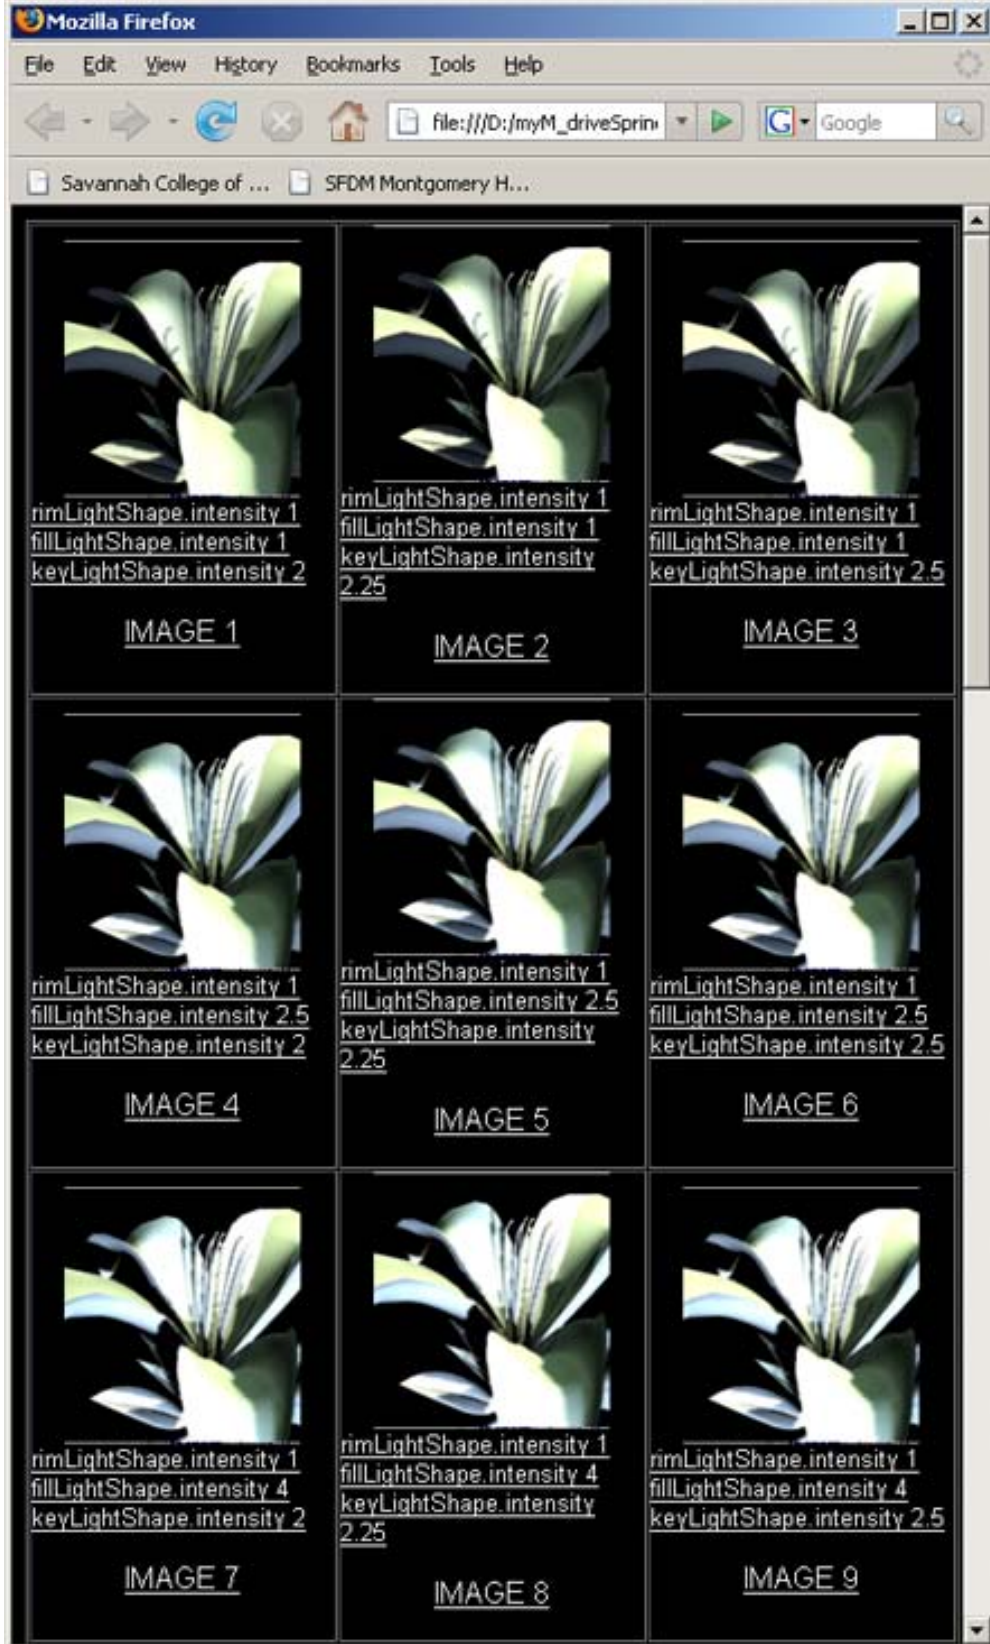 Mozilla Firefox
File Edit View History Bookmarks Tools Help
file:///D:/myM_driveSprin
G Google
Savannah College of ... SFDM Montgomery H...
rimLightShape.intensity 1
fillLightShape.intensity 1
keyLightShape.intensity 2
IMAGE 1
rimLightShape.intensity 1
fillLightShape.intensity 1
keyLightShape.intensity
2.25
IMAGE 2
rimLightShape.intensity 1
fillLightShape.intensity 1
keyLightShape.intensity 2.5
IMAGE 3
rimLightShape.intensity 1
fillLightShape.intensity 2.5
keyLightShape.intensity 2
IMAGE 4
rimLightShape.intensity 1
fillLightShape.intensity 2.5
keyLightShape.intensity
2.25
IMAGE 5
rimLightShape.intensity 1
fillLightShape.intensity 2.5
keyLightShape.intensity 2.5
IMAGE 6
rimLightShape.intensity 1
fillLightShape.intensity 4
keyLightShape.intensity 2
IMAGE 7
rimLightShape.intensity 1
fillLightShape.intensity 4
keyLightShape.intensity
2.25
IMAGE 8
rimLightShape.intensity 1
fillLightShape.intensity 4
keyLightShape.intensity 2.5
IMAGE 9